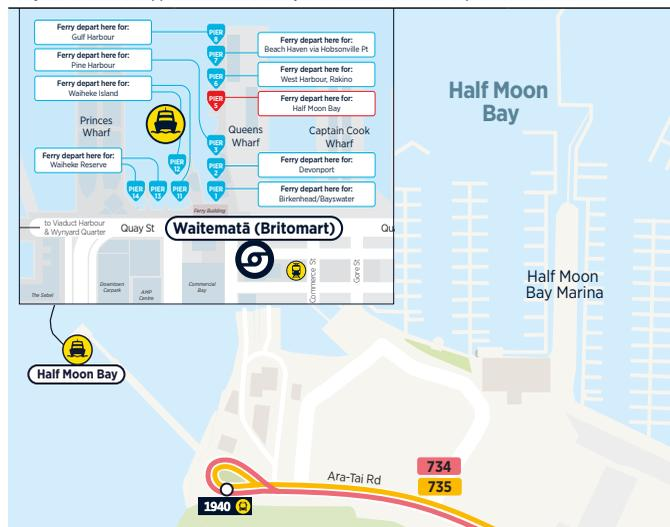 Ferry depart here for:
Gulf Harbour
PIER
8
Ferry depart here for:
Beach Haven via Hobsonville Pt
PIER
7
Ferry depart here for:
Pine Harbour
Ferry depart here for:
West Harbour, Rakino
PIER
6
Ferry depart here for:
Waiheke Island
Ferry depart here for:
Half Moon Bay
PIER
5
Princes
Wharf
Queens
Wharf
Captain Cook
Wharf
PIER
3
Ferry depart here for:
Waiheke Reserve
PIER
12
PIER
2
Ferry depart here for:
Devonport
PIER
14
PIER
13
PIER
11
PIER
1
Ferry depart here for:
Birkenhead/Bayswater
Ferry Building
to Viaduct Harbour
& Wynyard Quarter
Quay St
Waitematā (Britomart)
Qu
The Sebel
Downtown
Carpark
AMP
Centre
Commercial
Bay
Commerce St
Gore St
Half Moon
Bay
Half Moon
Bay Marina
Half Moon Bay
Ara-Tai Rd
734
735
1940